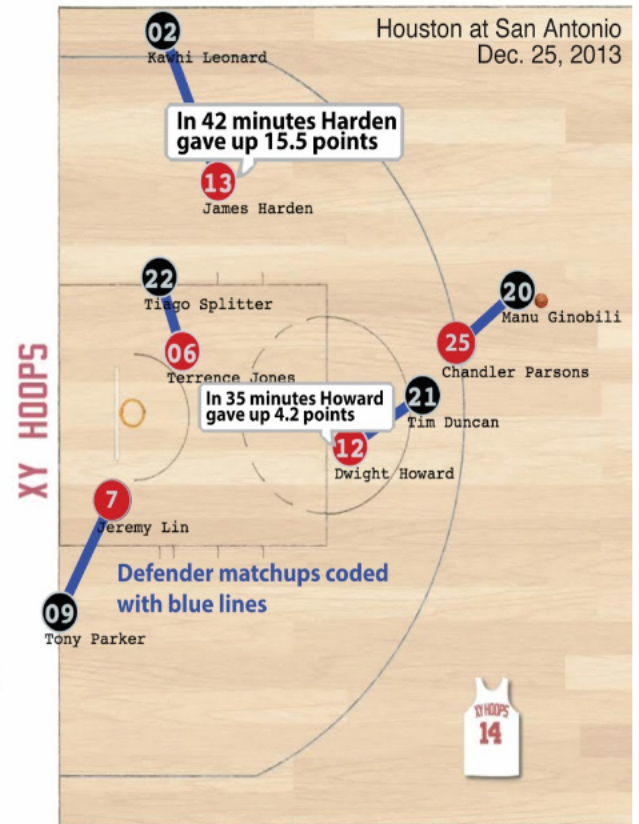 Houston at San Antonio
Dec. 25, 2013
02
Kawhi Leonard
In 42 minutes Harden
gave up 15.5 points
13
James Harden
22
Tiago Splitter
20
Manu Ginobili
06
Terrence Jones
25
Chandler Parsons
In 35 minutes Howard
gave up 4.2 points
21
Tim Duncan
12
Dwight Howard
XY HOOPS
7
Jeremy Lin
Defender matchups coded
with blue lines
09
Tony Parker
XY HOOPS
14